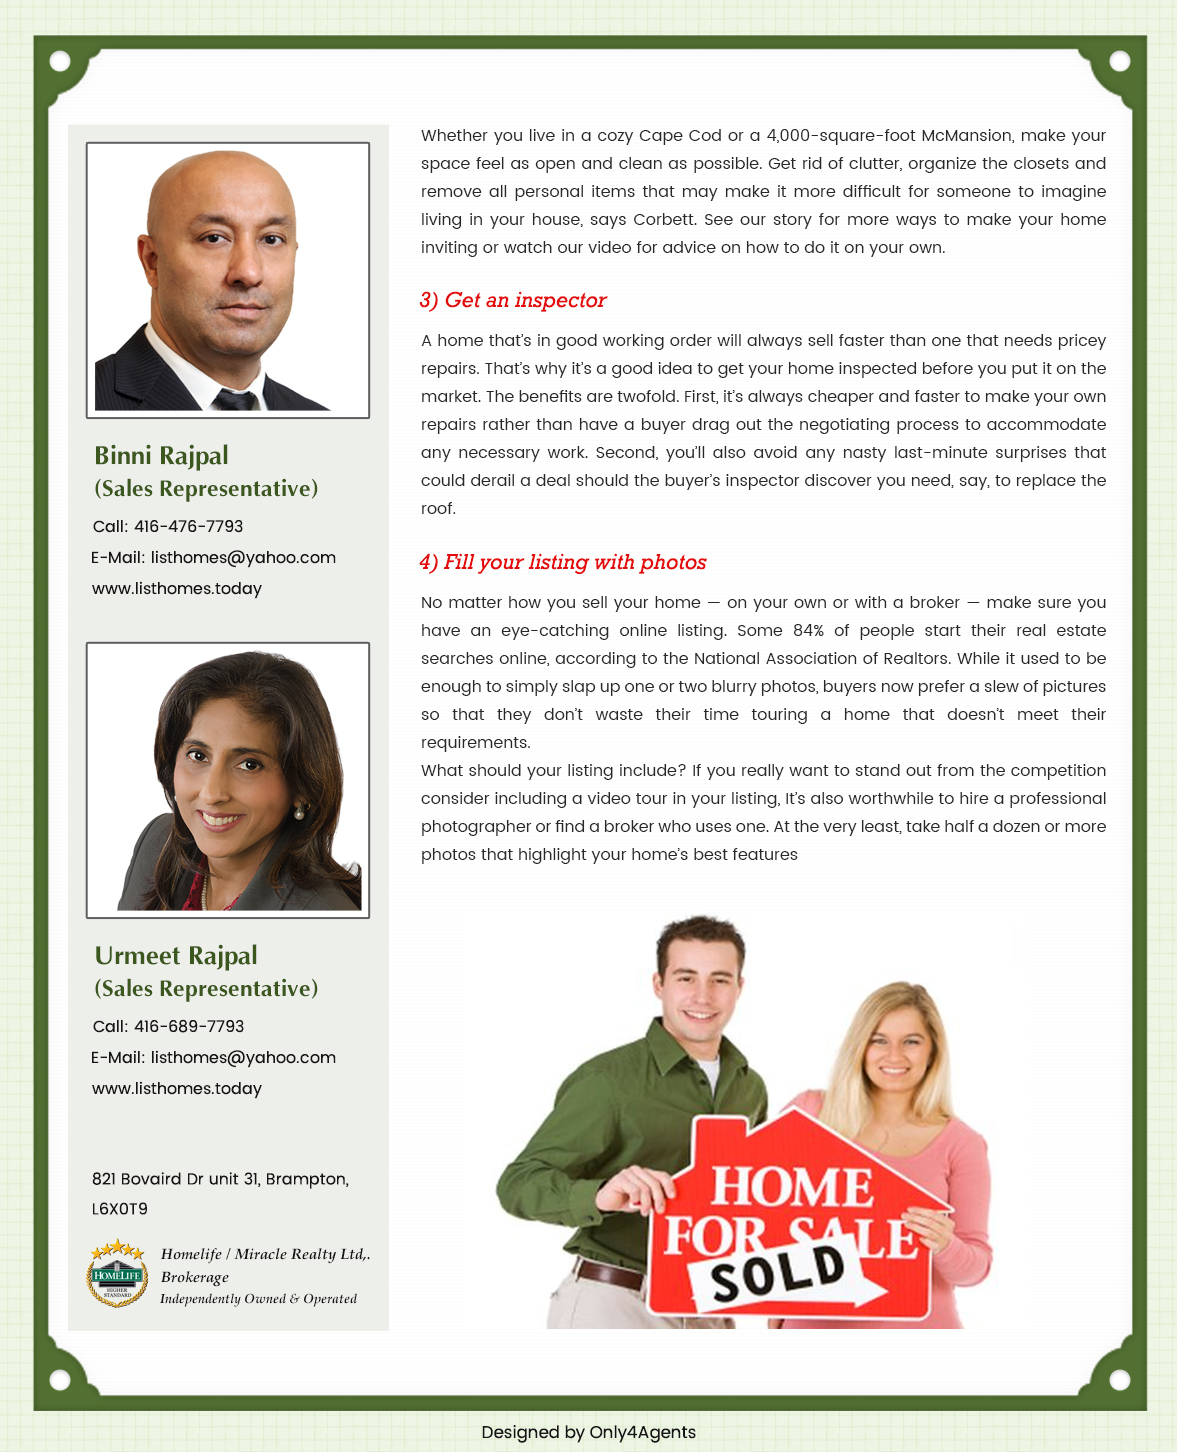 Binni Rajpal
(Sales Representative)
Call: 416-476-7793
E-Mail: listhomes@yahoo.com
www.listhomes.today
Urmeet Rajpal
(Sales Representative)
Call: 416-689-7793
E-Mail: listhomes@yahoo.com
www.listhomes.today
821 Bovaird Dr unit 31, Brampton,
L6X0T9
HOMELIFE
HIGHER
STANDARDS
Homelife / Miracle Realty Ltd,.
Brokerage
Independently Owned & Operated
Whether you live in a cozy Cape Cod or a 4,000-square-foot McMansion, make your
space feel as open and clean as possible. Get rid of clutter, organize the closets and
remove all personal items that may make it more difficult for someone to imagine
living in your house, says Corbett. See our story for more ways to make your home
inviting or watch our video for advice on how to do it on your own.
3) Get an inspector
A home that's in good working order will always sell faster than one that needs pricey
repairs. That's why it's a good idea to get your home inspected before you put it on the
market. The benefits are twofold. First, it's always cheaper and faster to make your own
repairs rather than have a buyer drag out the negotiating process to accommodate
any necessary work. Second, you'll also avoid any nasty last-minute surprises that
could derail a deal should the buyer's inspector discover you need, say, to replace the
roof.
4) Fill your listing with photos
No matter how you sell your home — on your own or with a broker — make sure you
have an eye-catching online listing. Some 84% of people start their real estate
searches online, according to the National Association of Realtors. While it used to be
enough to simply slap up one or two blurry photos, buyers now prefer a slew of pictures
so that they don't waste their time touring a home that doesn't meet their
requirements.
What should your listing include? If you really want to stand out from the competition
consider including a video tour in your listing, It's also worthwhile to hire a professional
photographer or find a broker who uses one. At the very least, take half a dozen or more
photos that highlight your home's best features
HOME
FOR SALE
SOLD
Designed by Only4Agents